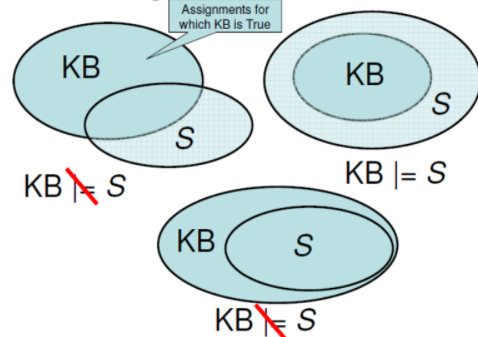 Assignments for
which KB is True
KB
S
KB |= S
KB
S
KB |= S
KB
S
KB |= S